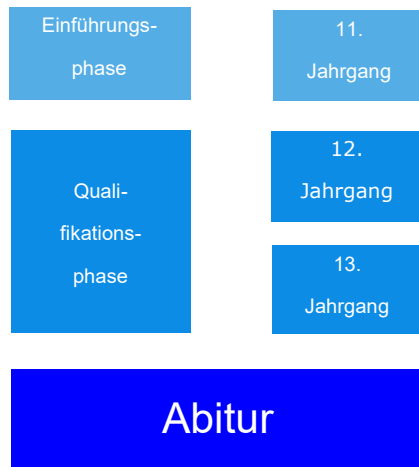 Einführungs-
phase
11.
Jahrgang
Quali-
fikations-
phase
12.
Jahrgang
13.
Jahrgang
Abitur